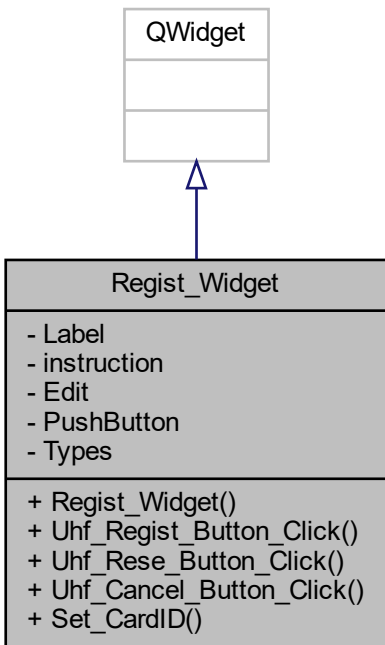 QWidget
Regist_Widget
- Label
- instruction
- Edit
- PushButton
- Types
+ Regist_Widget()
+ Uhf_Regist_Button_Click()
+ Uhf_Rese_Button_Click()
+ Uhf_Cancel_Button_Click()
+ Set_CardID()